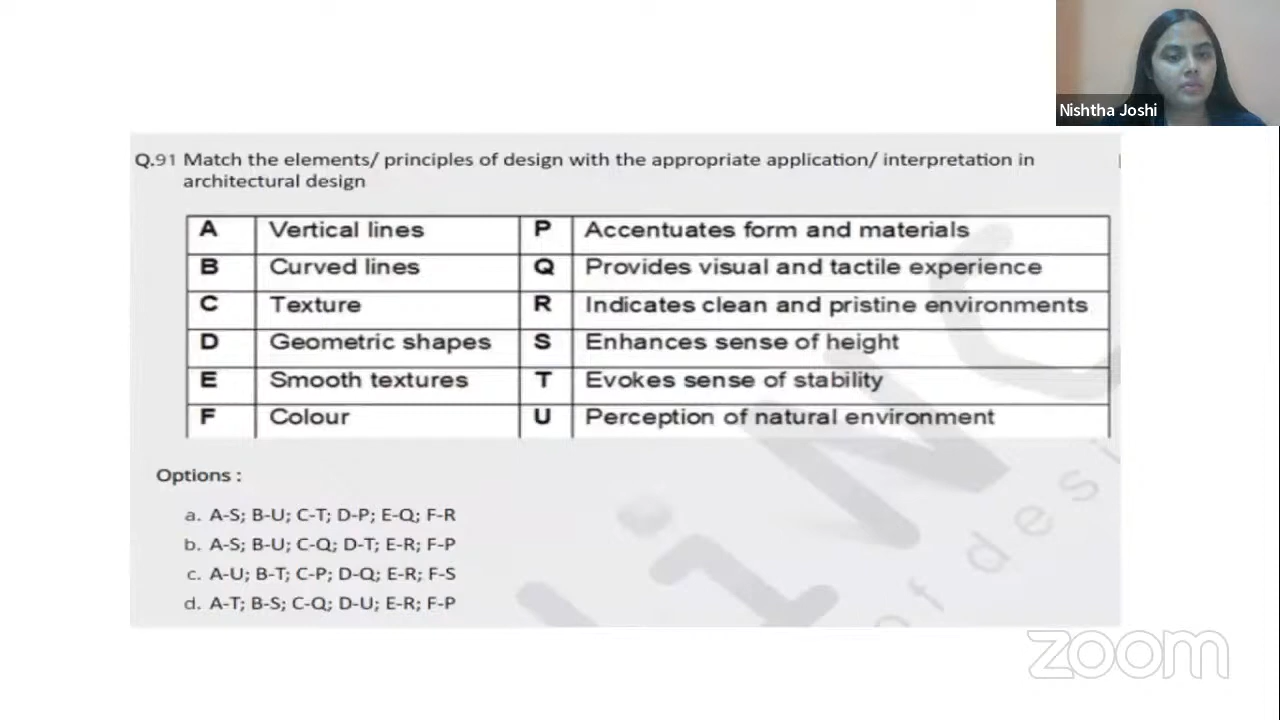 Nishtha Joshi
Q.91 Match the elements/ principles of design with the appropriate application/ interpretation in
architectural design
A Vertical lines P Accentuates form and materials
B Curved lines Q Provides visual and tactile experience
C Texture R Indicates clean and pristine environments
D Geometric shapes S Enhances sense of height
E Smooth textures T Evokes sense of stability
F Colour U Perception of natural environment
Options :
a. A-S; B-U; C-T; D-P; E-Q; F-R
b. A-S; B-U; C-Q; D-T; E-R; F-P
c. A-U; B-T; C-P; D-Q; E-R; F-S
d. A-T; B-S; C-Q; D-U; E-R; F-P
of desi
zoom